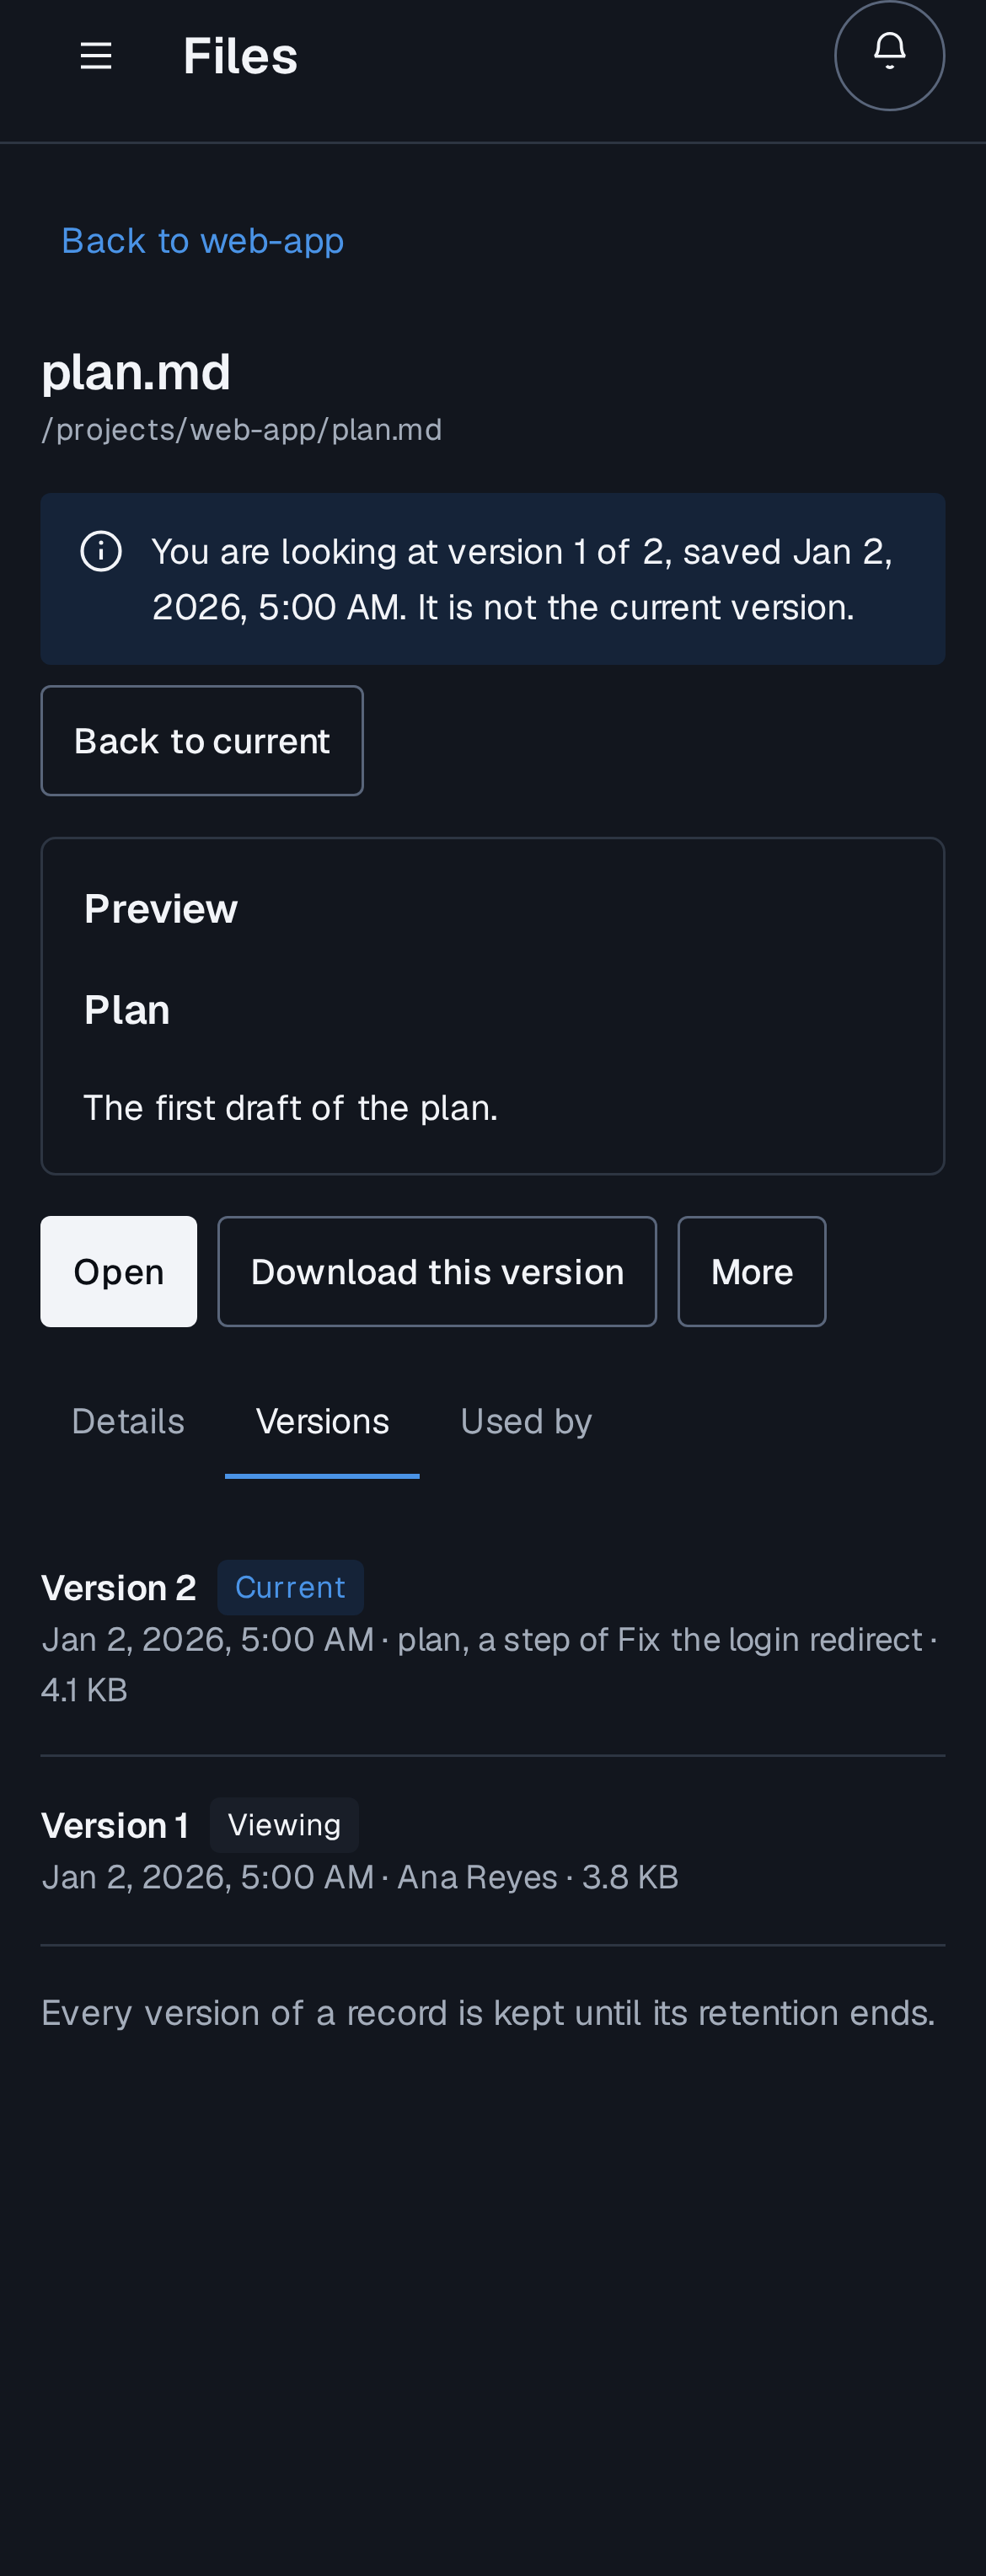 Files
Back to web-app
plan.md
/projects/web-app/plan.md
You are looking at version 1 of 2, saved Jan 2,
2026, 5:00 AM. It is not the current version.
Back to current
Preview
Plan
The first draft of the plan.
Open
Download this version
More
Details
Versions
Used by
Version 2
Current
Jan 2, 2026, 5:00 AM · plan, a step of Fix the login redirect ·
4.1 KB
Version 1
Viewing
Jan 2, 2026, 5:00 AM · Ana Reyes · 3.8 KB
Every version of a record is kept until its retention ends.